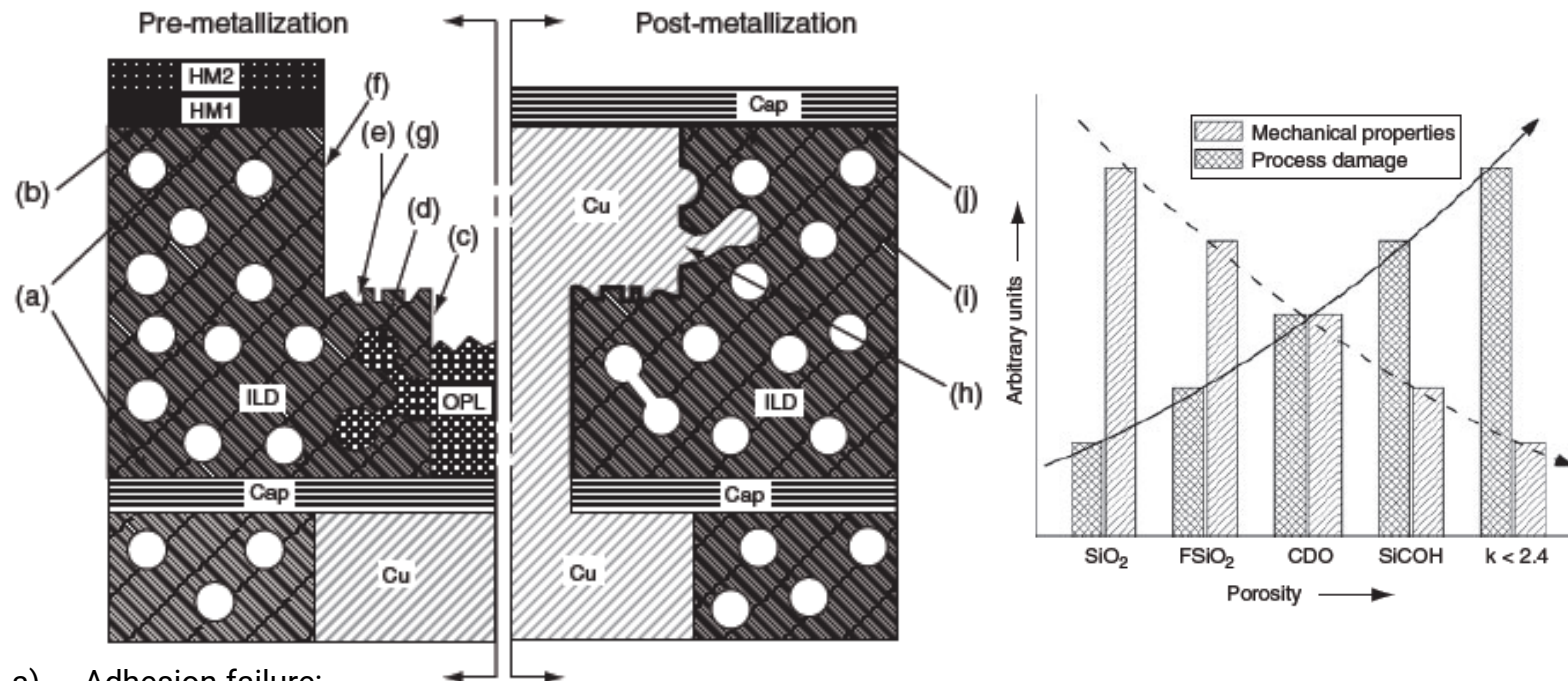 Pre-metallization
Post-metallization
HM2
HM1
(f)
(e) (g)
(b)
(d)
(c)
(a)
ILD
OPL
Cap
Cu
Cap
Cu
(j)
(i)
(h)
ILD
Cap
Cu
Mechanical properties
Process damage
Arbitrary units
SiO₂ FSiO₂ CDO SiCOH k < 2.4
Porosity
Adhesion failure: